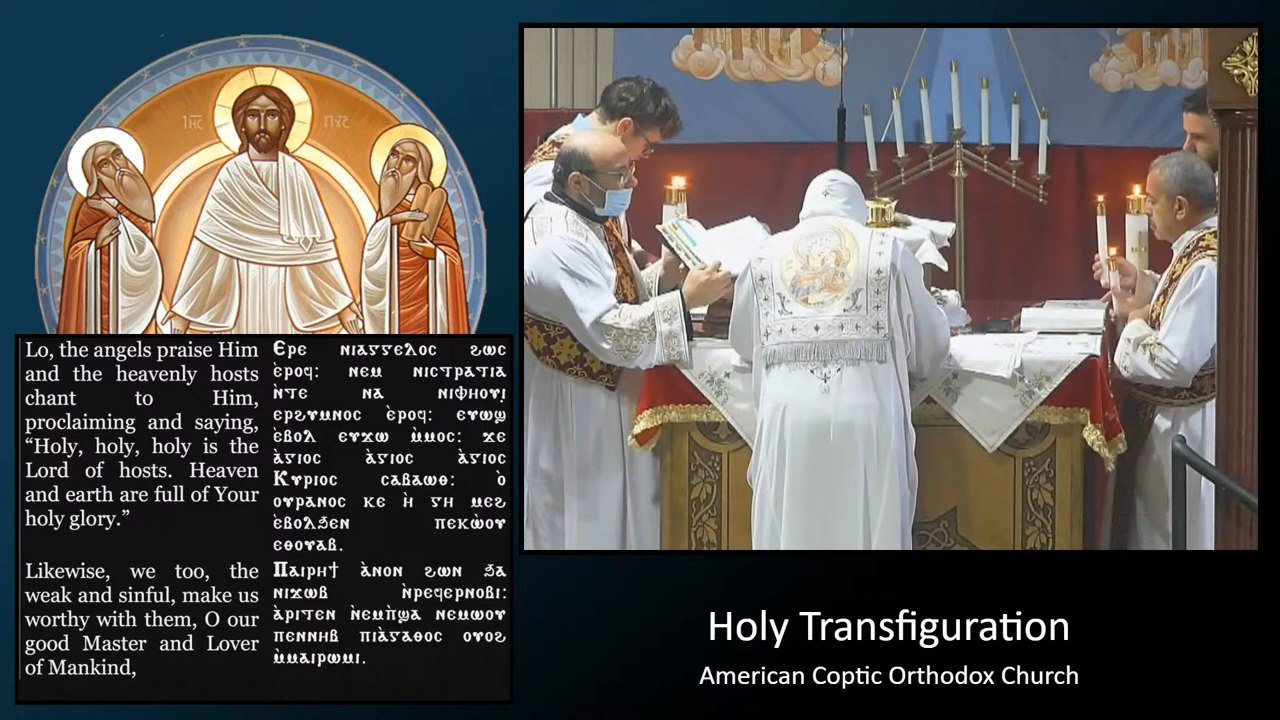 ⲒⲎ̅Ⲥ̅
Ⲡ̅Ⲭ̅Ⲥ̅
Lo, the angels praise Him
and the heavenly hosts
chant to Him,
proclaiming and saying,
“Holy, holy, holy is the
Lord of hosts. Heaven
and earth are full of Your
holy glory.”
Likewise, we too, the
weak and sinful, make us
worthy with them, O our
good Master and Lover
of Mankind,
Ⲉⲣⲉ ⲛⲓⲁⲅⲅⲉⲗⲟⲥ ϩⲱⲥ
ⲉ̀ⲣⲟϥ: ⲛⲉⲙ ⲛⲓⲥⲧⲣⲁⲧⲓⲁ
ⲛ̀ⲧⲉ ⲛⲁ ⲛⲓⲫⲏⲟⲩⲓ̀
ⲉⲣϩⲩⲙⲛⲟⲥ ⲉ̀ⲣⲟϥ: ⲉⲩⲱϣ
ⲉ̀ⲃⲟⲗ ⲉⲩϫⲱ ⲙ̀ⲙⲟⲥ: ϫⲉ
ⲁ̀ⲅⲓⲟⲥ ⲁ̀ⲅⲓⲟⲥ ⲁ̀ⲅⲓⲟⲥ
Ⲕⲩⲣⲓⲟⲥ ⲥⲁⲃⲁⲱⲑ: ⲟ̀
ⲟⲩⲣⲁⲛⲟⲥ ⲕⲉ ⲏ̀ ⲅⲏ ⲙⲉϩ
ⲉ̀ⲃⲟⲗϧⲉⲛ ⲡⲉⲕⲱ̀ⲟⲩ
ⲉⲑⲟⲩⲁⲃ.
Ⲡⲁⲓⲣⲏϯ ⲁ̀ⲛⲟⲛ ϩⲱⲛ ϧⲁ
ⲛⲓϫⲱⲃ ⲛ̀ⲣⲉϥⲉⲣⲛⲟⲃⲓ:
ⲁ̀ⲣⲓⲧⲉⲛ ⲛ̀ⲉⲙⲡ̀ϣⲁ ⲛⲉⲙⲱⲟⲩ
ⲡⲉⲛⲛⲏⲃ ⲡⲓⲁ̀ⲅⲁⲑⲟⲥ ⲟⲩⲟϩ
ⲙ̀ⲙⲁⲓⲣⲱⲙⲓ.
Holy Transfiguration
American Coptic Orthodox Church